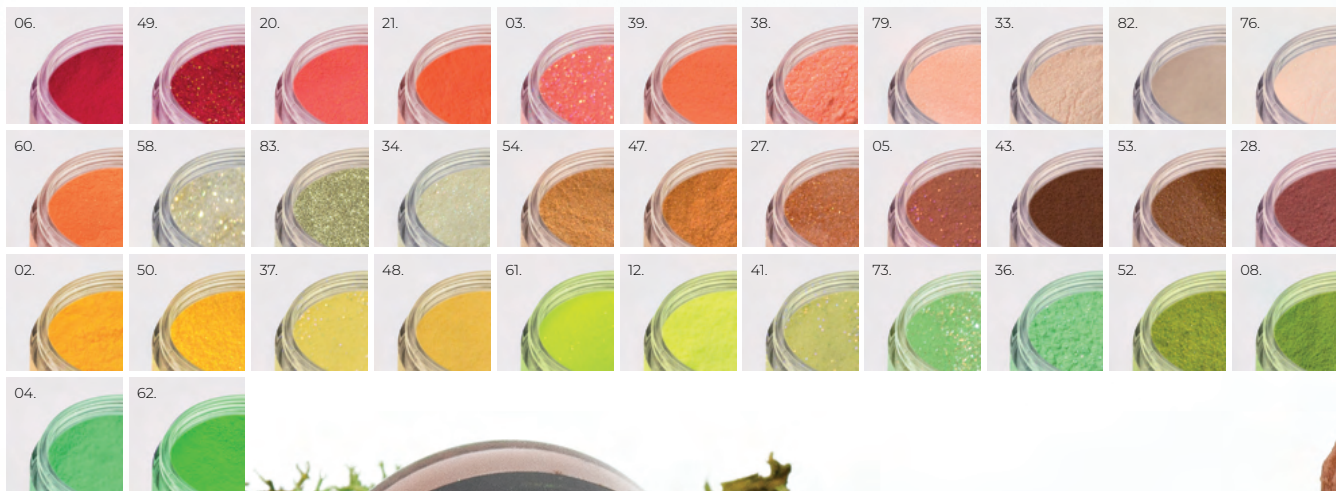 06. 49. 20. 21. 03. 39. 38. 79. 33. 82. 76.
60. 58. 83. 34. 54. 47. 27. 05. 43. 53. 28.
02. 50. 37. 48. 61. 12. 41. 73. 36. 52. 08.
04. 62.